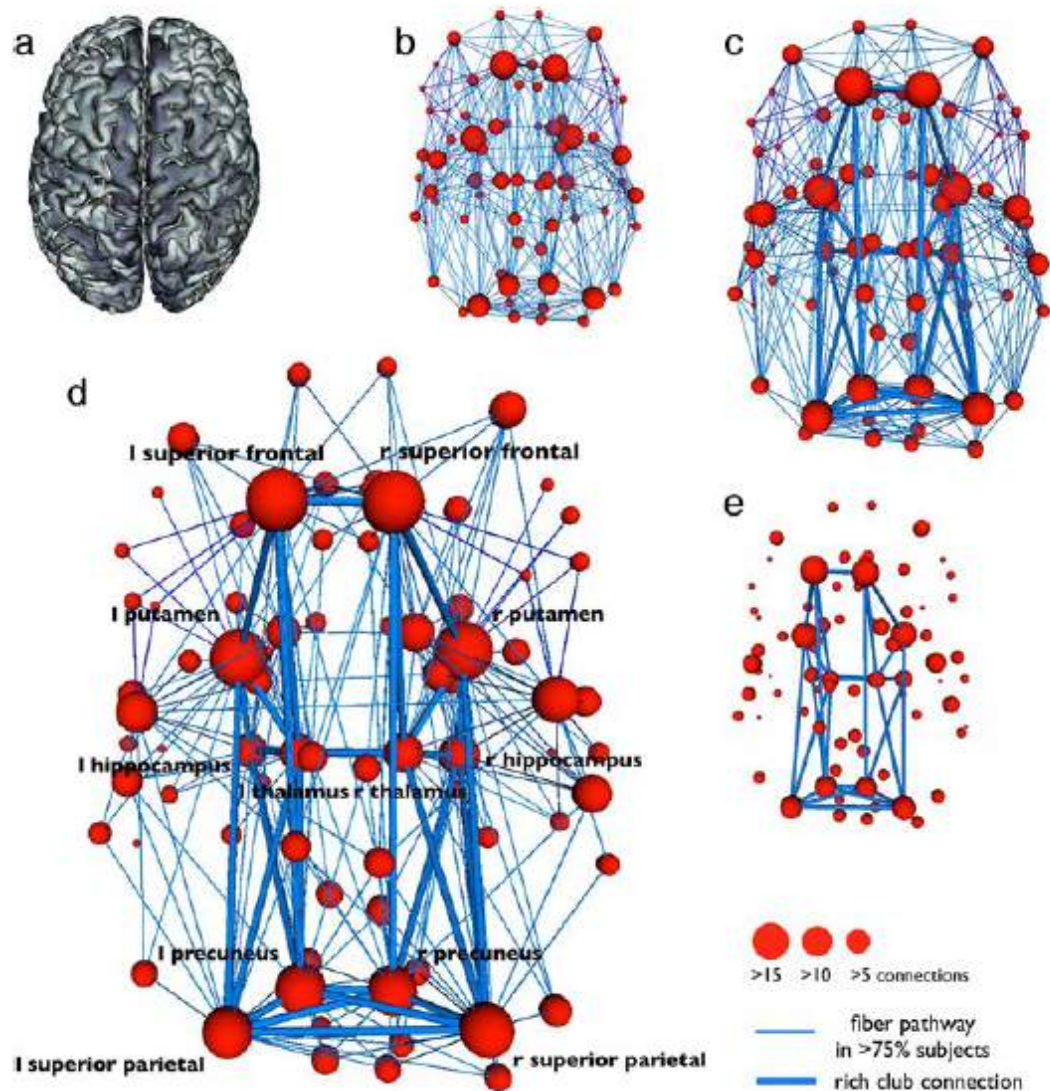 a
b
c
d
l superior frontal
r superior frontal
e
l putamen
r putamen
l hippocampus
r hippocampus
l thalamus
r thalamus
l precuneus
r precuneus
l superior parietal
r superior parietal
>15 >10 >5 connections
fiber pathway
in >75% subjects
rich club connection